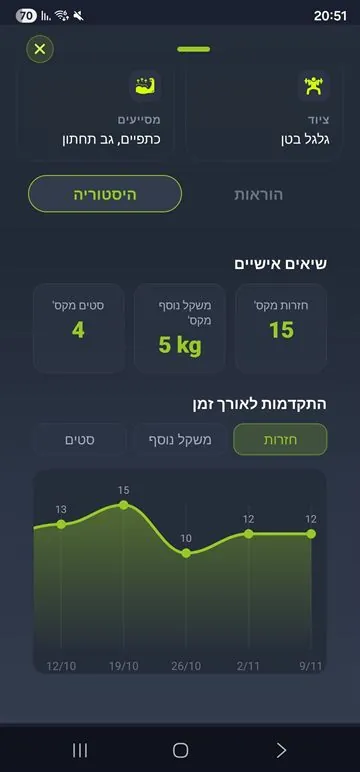 20:51
70
ציוד
גלגל בטן
מסייעים
כתפיים, גב תחתון
הוראות
היסטוריה
שיאים אישיים
חזרות מקס'
15
משקל נוסף
מקס'
5 kg
סטים מקס'
4
התקדמות לאורך זמן
חזרות
משקל נוסף
סטים
13
15
10
12
12
12/10
19/10
26/10
2/11
9/11